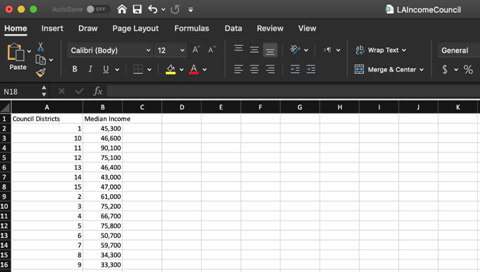 AutoSave OFF LAIncomeCouncil
Home Insert Draw Page Layout Formulas Data Review View
Calibri (Body) 12 A^ A˅ ab Wrap Text General
Paste B I U A Merge & Center $ %
N18 fx
A B C D E F G H I J K
1 Council Districts Median Income
2 1 45,300
3 10 46,600
4 11 90,100
5 12 75,100
6 13 46,400
7 14 43,000
8 15 47,000
9 2 61,000
10 3 75,200
11 4 66,700
12 5 75,800
13 6 50,700
14 7 59,700
15 8 34,300
16 9 33,300